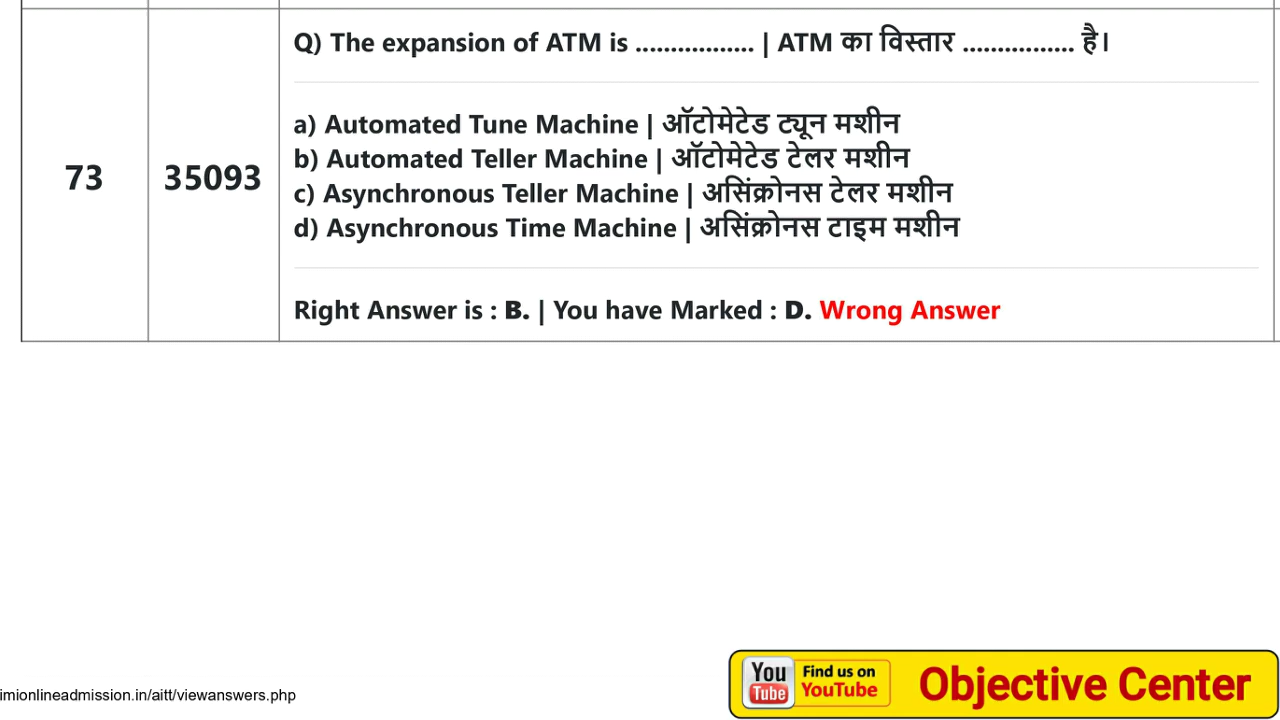 Q) The expansion of ATM is ................. | ATM का विस्तार ................ है।
a) Automated Tune Machine | ऑटोमेटेड ट्यून मशीन
b) Automated Teller Machine | ऑटोमेटेड टेलर मशीन
73 35093
c) Asynchronous Teller Machine | असिंक्रोनस टेलर मशीन
d) Asynchronous Time Machine | असिंक्रोनस टाइम मशीन
Right Answer is : B. | You have Marked : D. Wrong Answer
imionlineadmission.in/aitt/viewanswers.php
You Tube
Find us on
YouTube
Objective Center